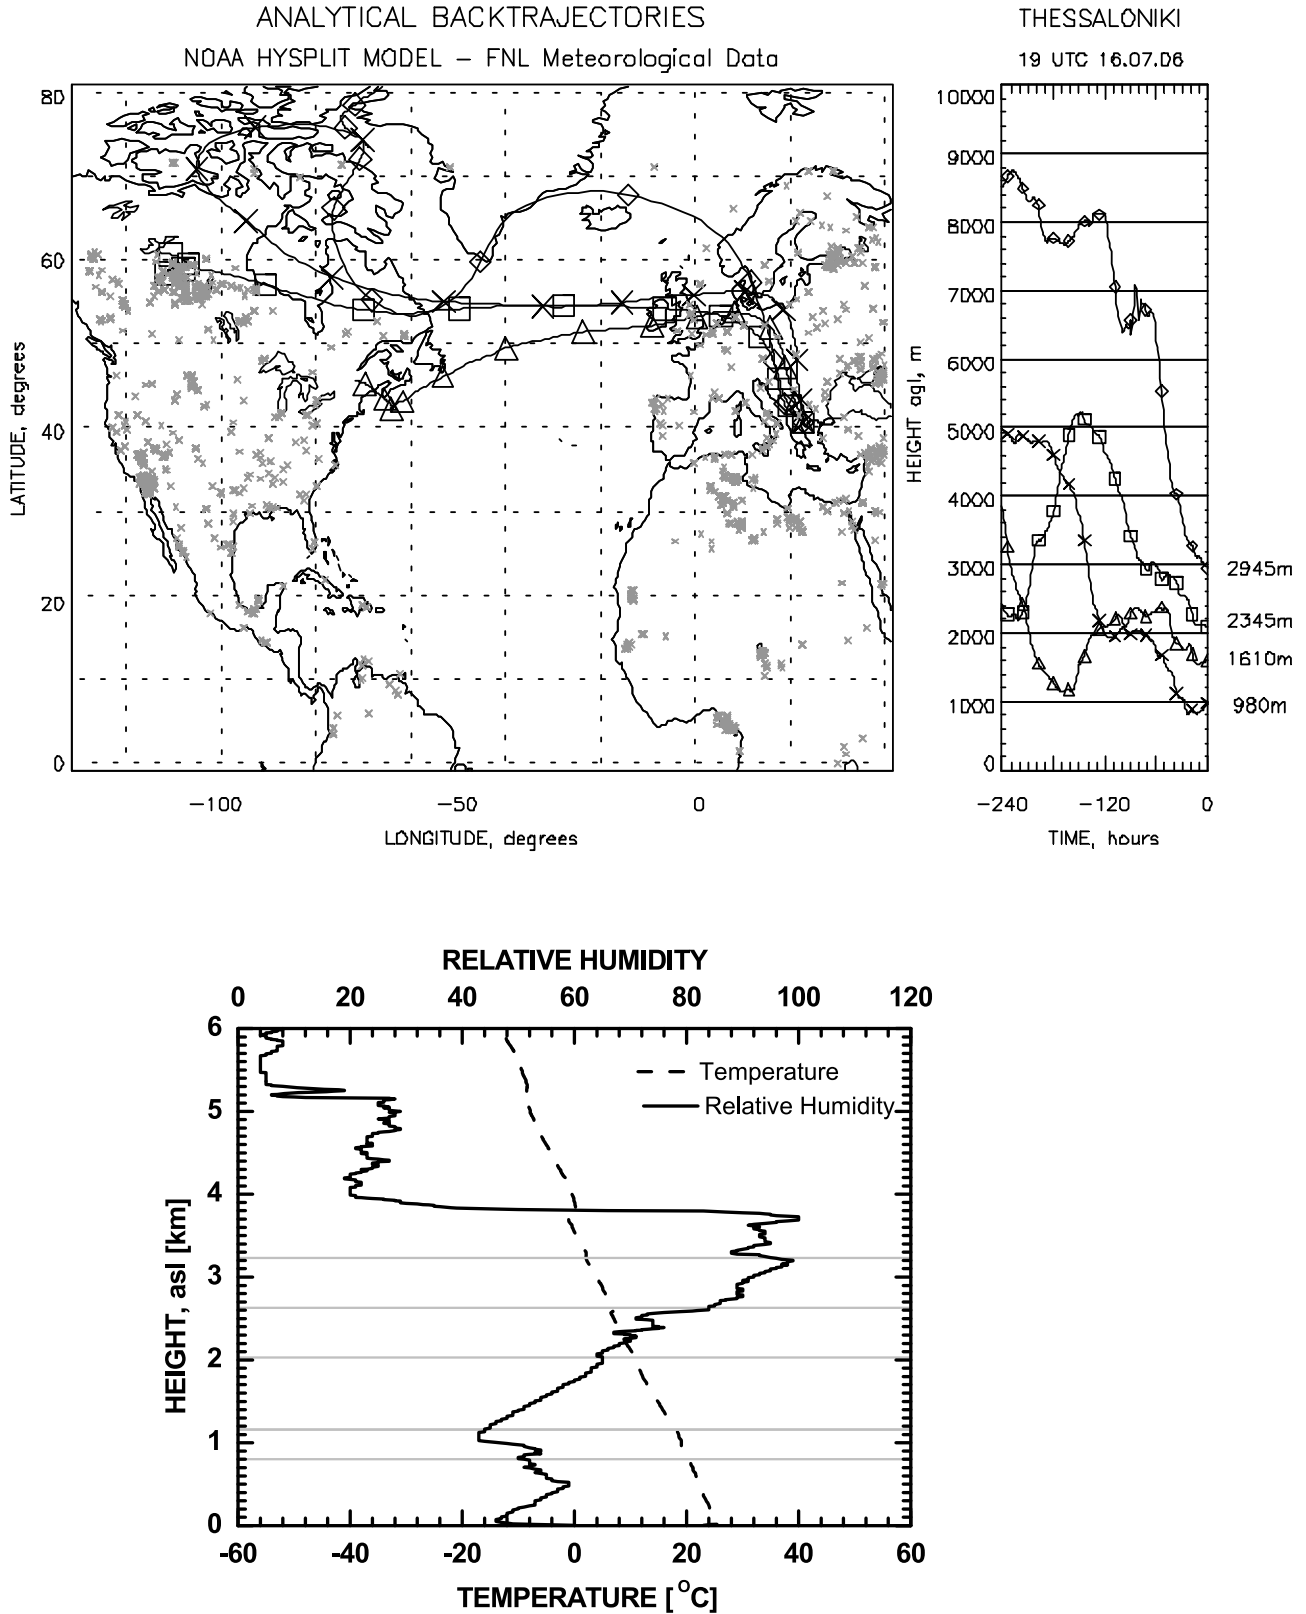 ANALYTICAL BACKTRAJECTORIES
NOAA HYSPLIT MODEL – FNL Meteorological Data
THESSALONIKI
19 UTC 16.07.06
80
60
40
20
0
LATITUDE, degrees
−100
−50
0
LONGITUDE, degrees
10000
9000
8000
7000
6000
5000
4000
3000
2000
1000
0
HEIGHT agl, m
2945m
2345m
1610m
980m
−240
−120
0
TIME, hours
RELATIVE HUMIDITY
0 20 40 60 80 100 120
6
5
4
3
2
1
0
HEIGHT, asl [km]
Temperature
Relative Humidity
-60 -40 -20 0 20 40 60
TEMPERATURE [°C]